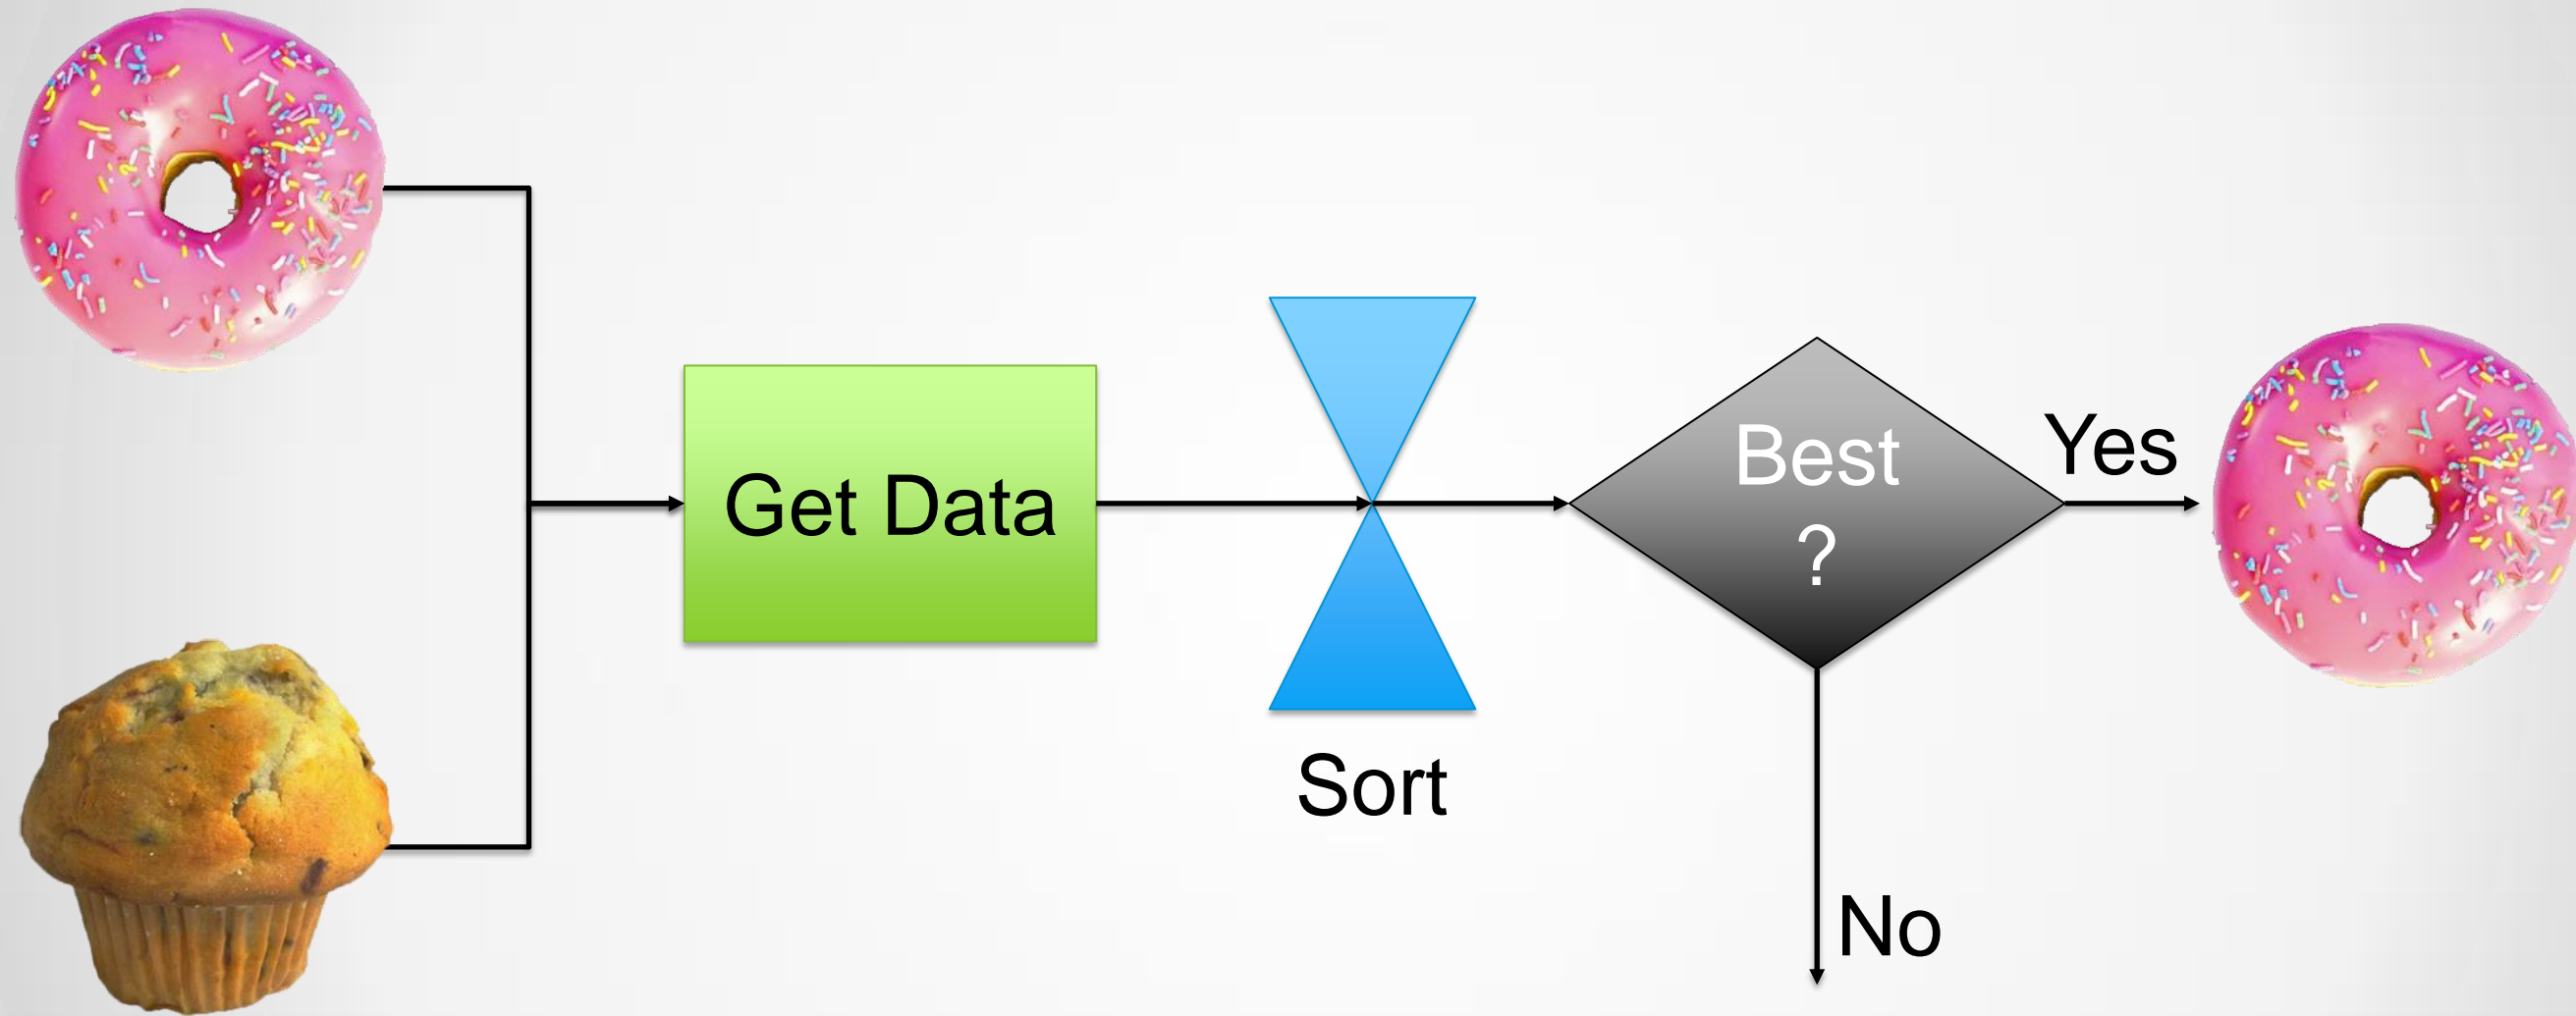 Get Data
Sort
Best
?
Yes
No